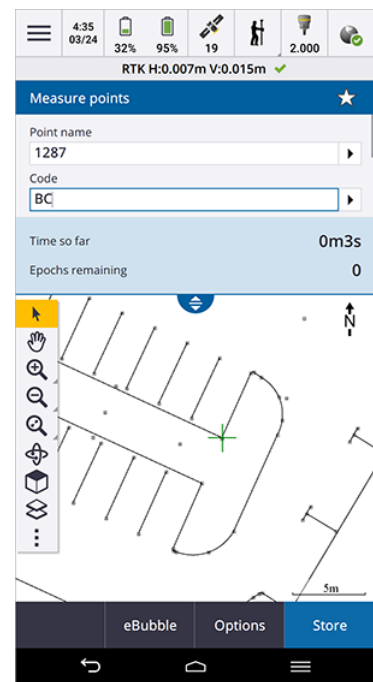 4:35
03/24
32%
95%
19
2.000
RTK H:0.007m V:0.015m
Measure points
Point name
1287
Code
BC
Time so far 0m3s
Epochs remaining 0
N
5m
eBubble Options Store